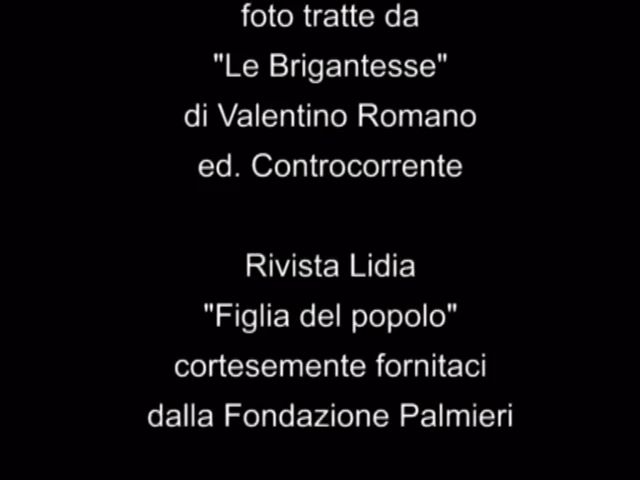 foto tratte da
"Le Brigantesse"
di Valentino Romano
ed. Controcorrente
Rivista Lidia
"Figlia del popolo"
cortesemente fornitaci
dalla Fondazione Palmieri